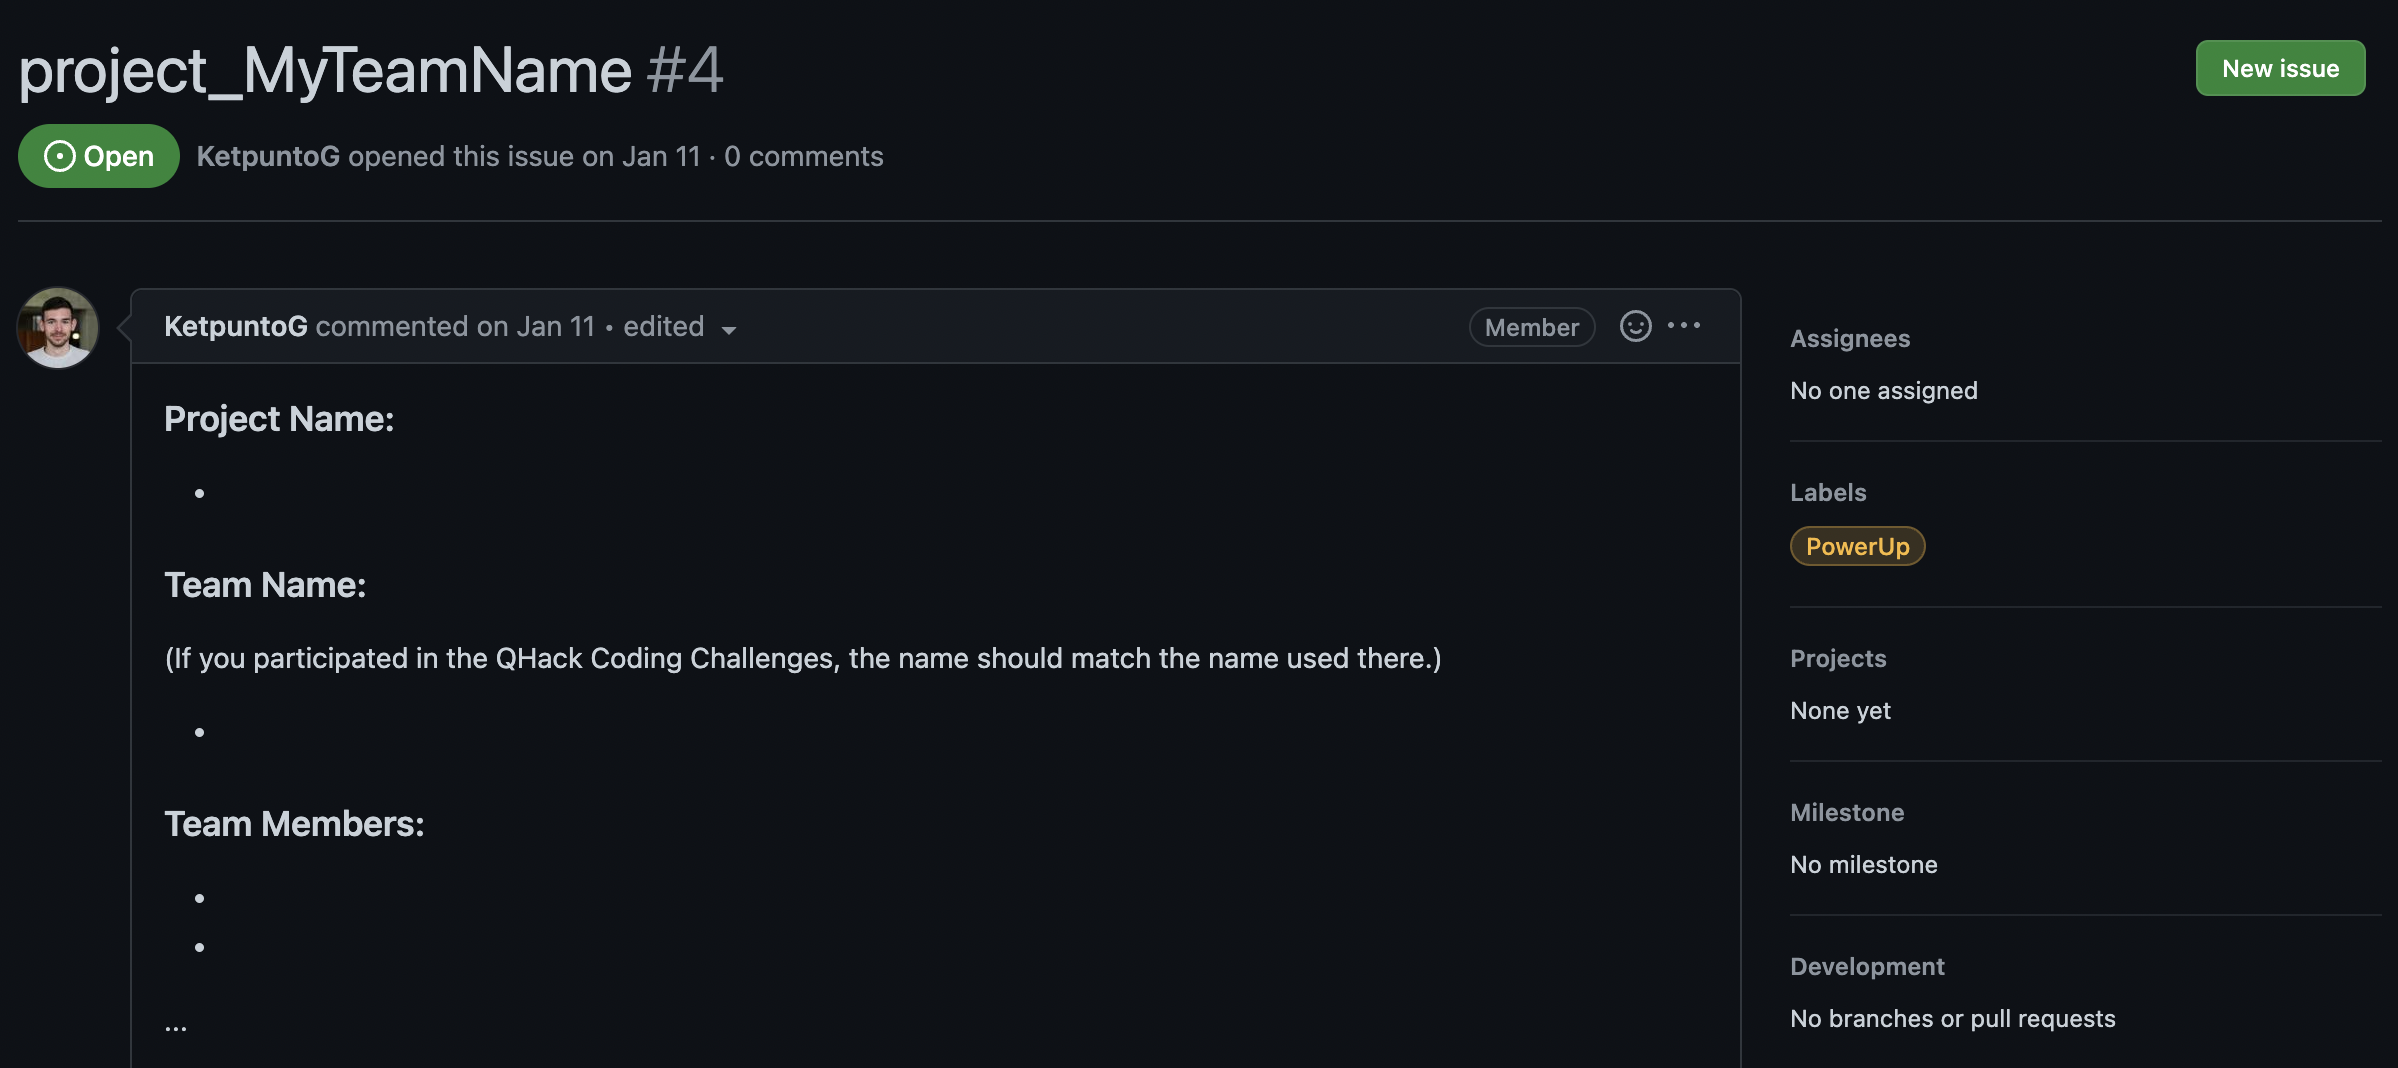 project_MyTeamName #4
New issue
Open
KetpuntoG opened this issue on Jan 11 · 0 comments
KetpuntoG commented on Jan 11 • edited
Member
Project Name:
•
Team Name:
(If you participated in the QHack Coding Challenges, the name should match the name used there.)
•
Team Members:
•
•
...
Assignees
No one assigned
Labels
PowerUp
Projects
None yet
Milestone
No milestone
Development
No branches or pull requests